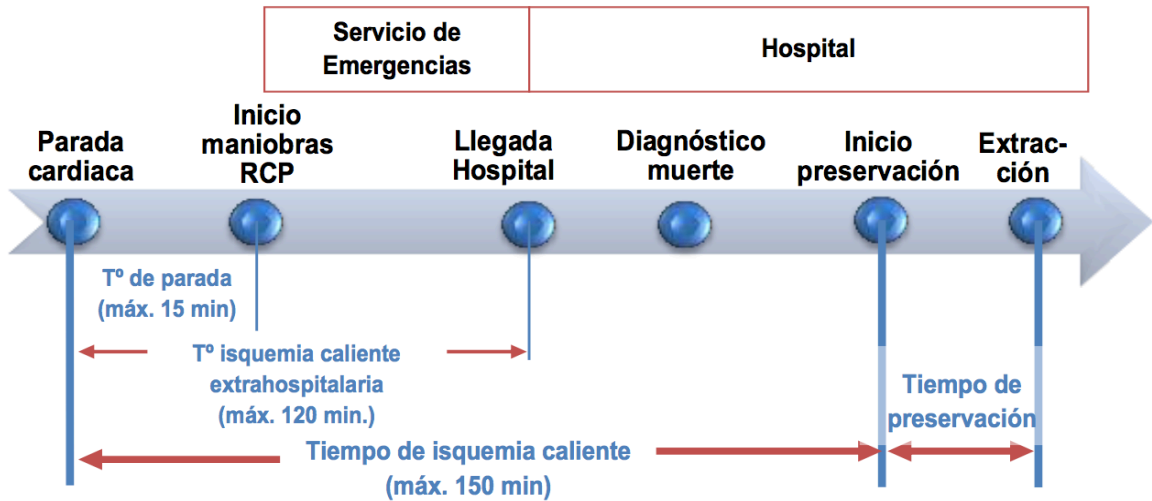 Servicio de
Emergencias
Hospital
Parada
cardiaca
Inicio
maniobras
RCP
Llegada
Hospital
Diagnóstico
muerte
Inicio
preservación
Extrac-
ción
Tº de parada
(máx. 15 min)
Tº isquemia caliente
extrahospitalaria
(máx. 120 min.)
Tiempo de
preservación
Tiempo de isquemia caliente
(máx. 150 min)